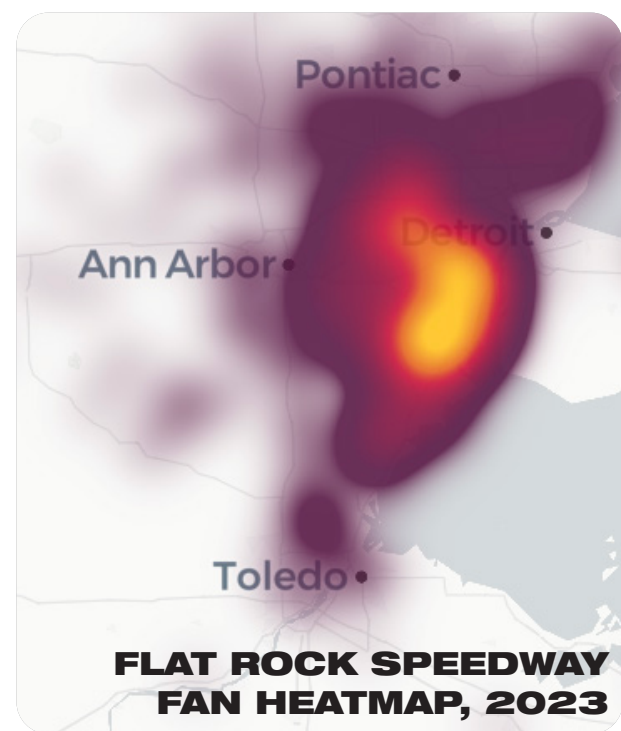 Pontiac
Detroit
Ann Arbor
Toledo
FLAT ROCK SPEEDWAY
FAN HEATMAP, 2023